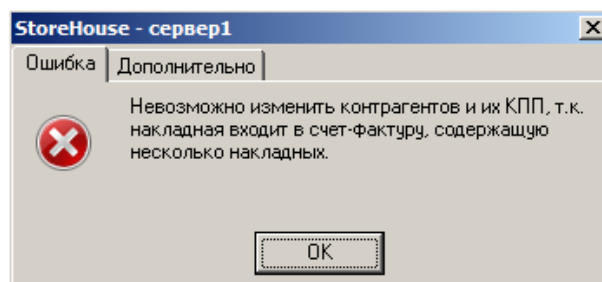 StoreHouse - сервер1
Ошибка
Дополнительно
Невозможно изменить контрагентов и их КПП, т.к.
накладная входит в счет-фактуру, содержащую
несколько накладных.
OK